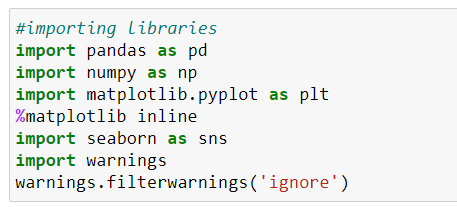 #importing libraries
import pandas as pd
import numpy as np
import matplotlib.pyplot as plt
%matplotlib inline
import seaborn as sns
import warnings
warnings.filterwarnings('ignore')